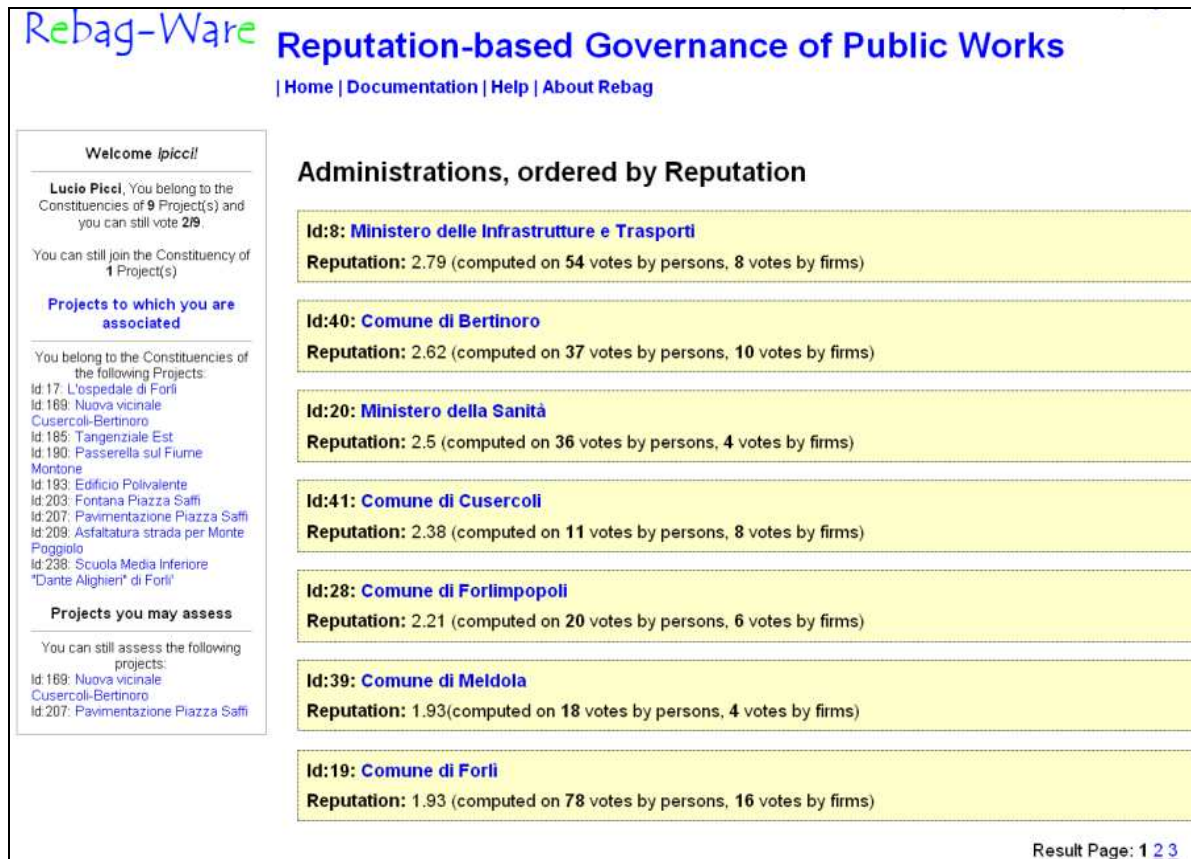 Rebag-Ware
Reputation-based Governance of Public Works
| Home | Documentation | Help | About Rebag
Welcome lpicci!
Lucio Picci, You belong to the
Constituencies of 9 Project(s) and
you can still vote 2/9.
You can still join the Constituency of
1 Project(s)
Projects to which you are
associated
You belong to the Constituencies of
the following Projects:
Id:17: L'ospedale di Forlì
Id:169: Nuova vicinale
Cusercoli-Bertinoro
Id:185: Tangenziale Est
Id:190: Passerella sul Fiume
Montone
Id:193: Edificio Polivalente
Id:203: Fontana Piazza Saffi
Id:207: Pavimentazione Piazza Saffi
Id:209: Asfaltatura strada per Monte
Poggiolo
Id:238: Scuola Media Inferiore
"Dante Alighieri" di Forli'
Projects you may assess
You can still assess the following
projects:
Id:169: Nuova vicinale
Cusercoli-Bertinoro
Id:207: Pavimentazione Piazza Saffi
Administrations, ordered by Reputation
Id:8: Ministero delle Infrastrutture e Trasporti
Reputation: 2.79 (computed on 54 votes by persons, 8 votes by firms)
Id:40: Comune di Bertinoro
Reputation: 2.62 (computed on 37 votes by persons, 10 votes by firms)
Id:20: Ministero della Sanità
Reputation: 2.5 (computed on 36 votes by persons, 4 votes by firms)
Id:41: Comune di Cusercoli
Reputation: 2.38 (computed on 11 votes by persons, 8 votes by firms)
Id:28: Comune di Forlimpopoli
Reputation: 2.21 (computed on 20 votes by persons, 6 votes by firms)
Id:39: Comune di Meldola
Reputation: 1.93(computed on 18 votes by persons, 4 votes by firms)
Id:19: Comune di Forlì
Reputation: 1.93 (computed on 78 votes by persons, 16 votes by firms)
Result Page: 1 2 3